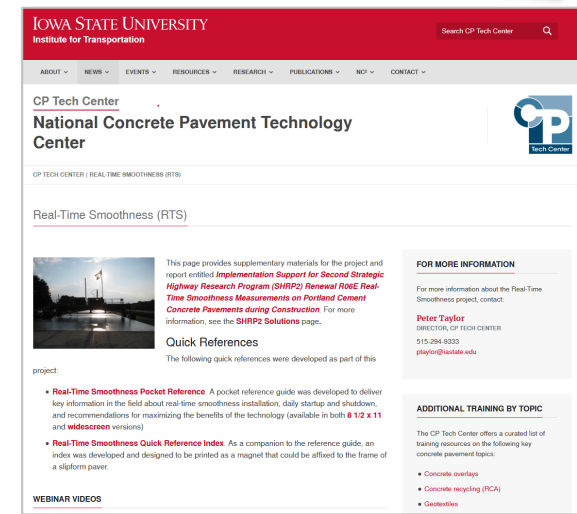 IOWA STATE UNIVERSITY
Institute for Transportation
Search CP Tech Center
ABOUT NEWS EVENTS RESOURCES RESEARCH PUBLICATIONS NC² CONTACT
CP Tech Center
National Concrete Pavement Technology
Center
CP
Tech Center
CP TECH CENTER | REAL-TIME SMOOTHNESS (RTS)
Real-Time Smoothness (RTS)
This page provides supplementary materials for the project and
report entitled Implementation Support for Second Strategic
Highway Research Program (SHRP2) Renewal R06E Real-
Time Smoothness Measurements on Portland Cement
Concrete Pavements during Construction. For more
information, see the SHRP2 Solutions page.
Quick References
The following quick references were developed as part of this
project:
• Real-Time Smoothness Pocket Reference. A pocket reference guide was developed to deliver
key information in the field about real-time smoothness installation, daily startup and shutdown,
and recommendations for maximizing the benefits of the technology (available in both 8 1/2 x 11
and widescreen versions)
• Real-Time Smoothness Quick Reference Index. As a companion to the reference guide, an
index was developed and designed to be printed as a magnet that could be affixed to the frame of
a slipform paver.
WEBINAR VIDEOS
FOR MORE INFORMATION
For more information about the Real-Time
Smoothness project, contact:
Peter Taylor
DIRECTOR, CP TECH CENTER
515-294-9333
ptaylor@iastate.edu
ADDITIONAL TRAINING BY TOPIC
The CP Tech Center offers a curated list of
training resources on the following key
concrete pavement topics:
• Concrete overlays
• Concrete recycling (RCA)
• Geotextiles